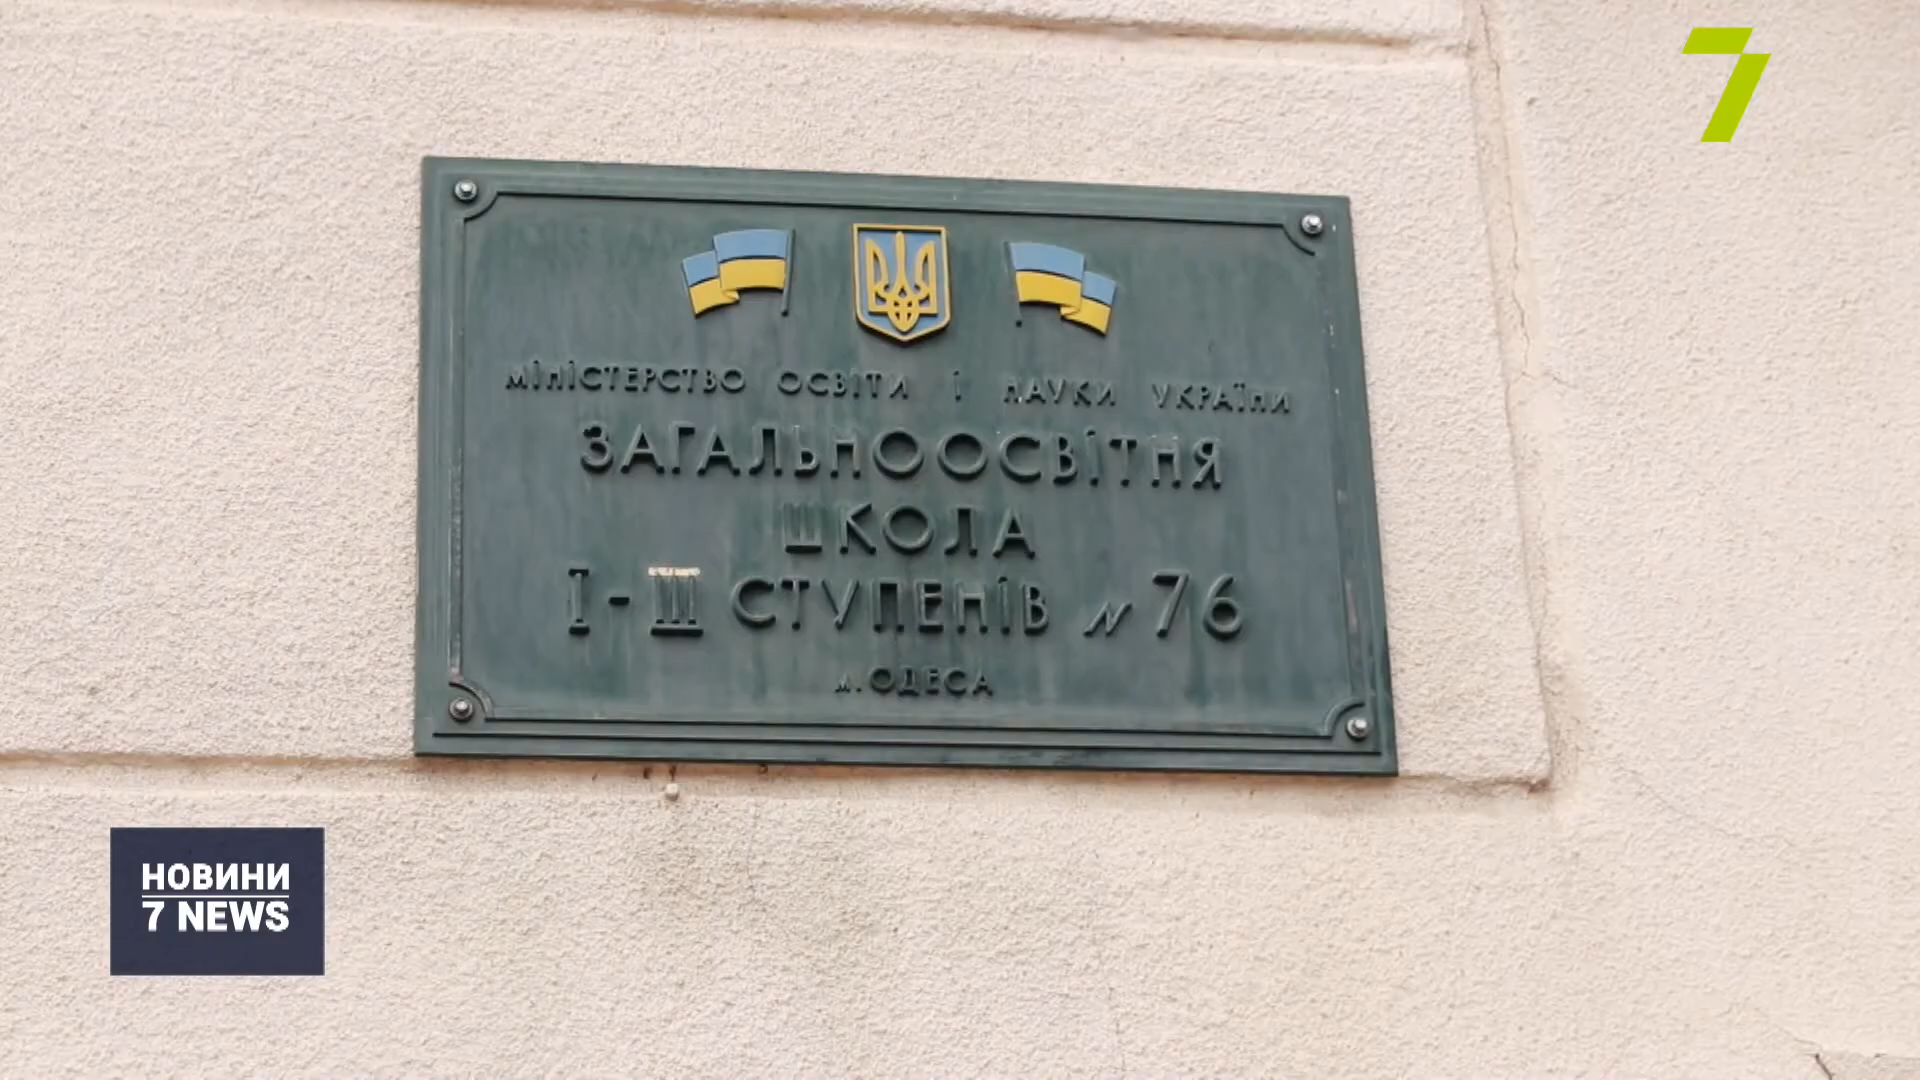 7
МІНІСТЕРСТВО ОСВІТИ І НАУКИ УКРАЇНИ
ЗАГАЛЬНООСВІТНЯ
ШКОЛА
І-ІІІ СТУПЕНІВ № 76
м. ОДЕСА
НОВИНИ
7 NEWS